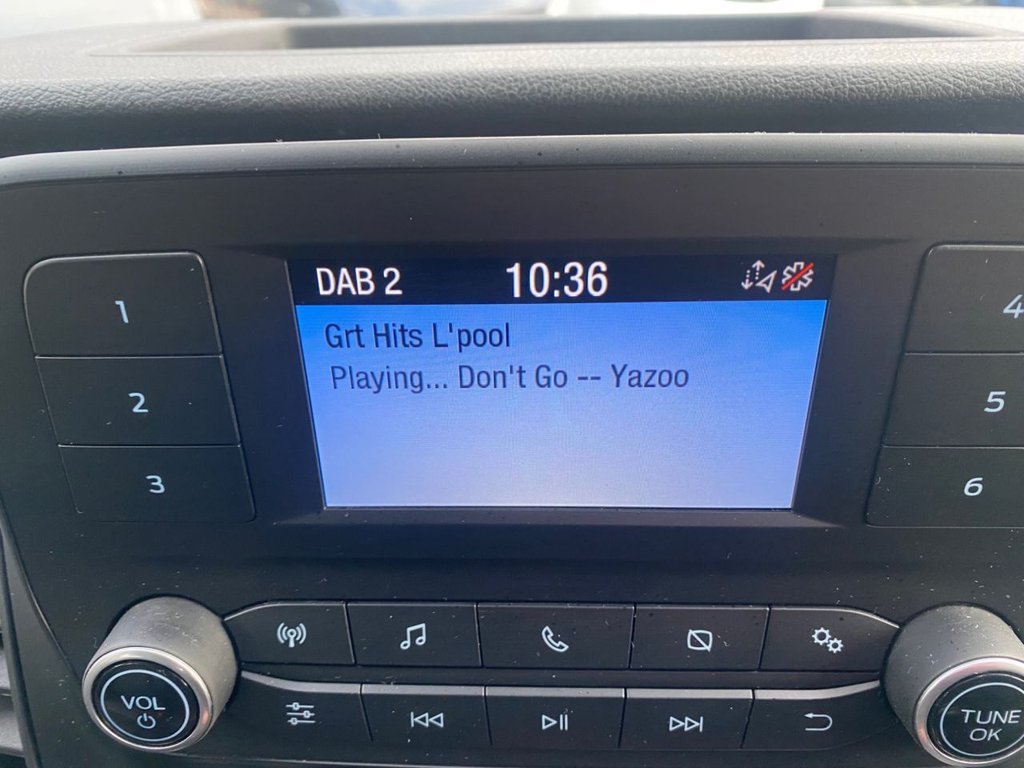 DAB 2 10:36
Grt Hits L'pool
Playing... Don't Go -- Yazoo
1
2
3
4
5
6
VOL
TUNE
OK